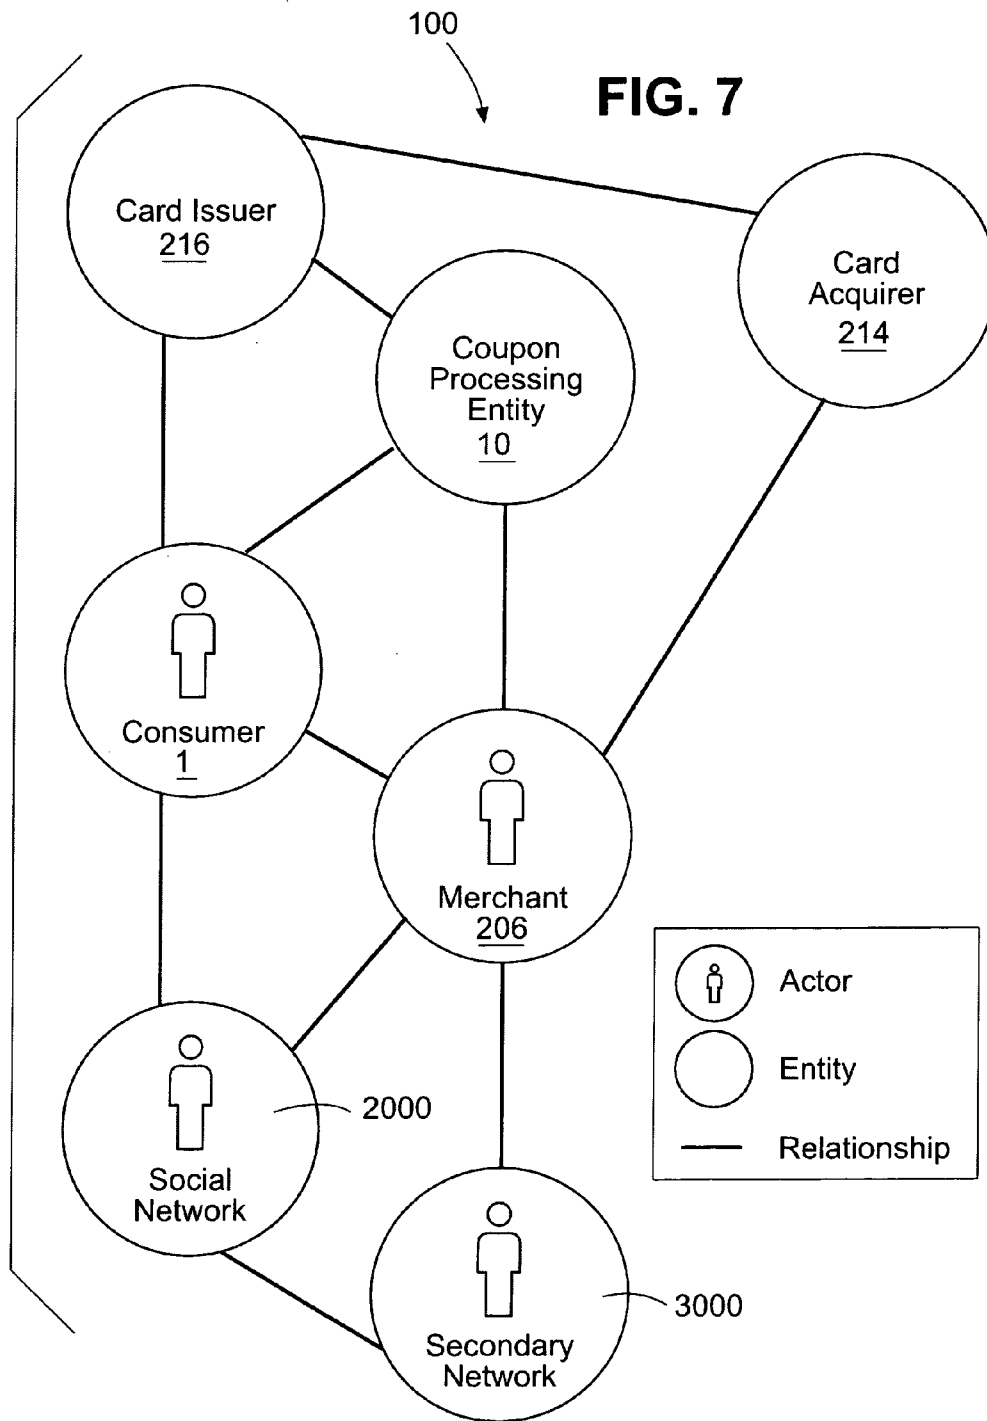 100
FIG. 7
Card Issuer
216
Card
Acquirer
214
Coupon
Processing
Entity
10
Consumer
1
Merchant
206
Actor
Entity
Relationship
2000
Social
Network
3000
Secondary
Network